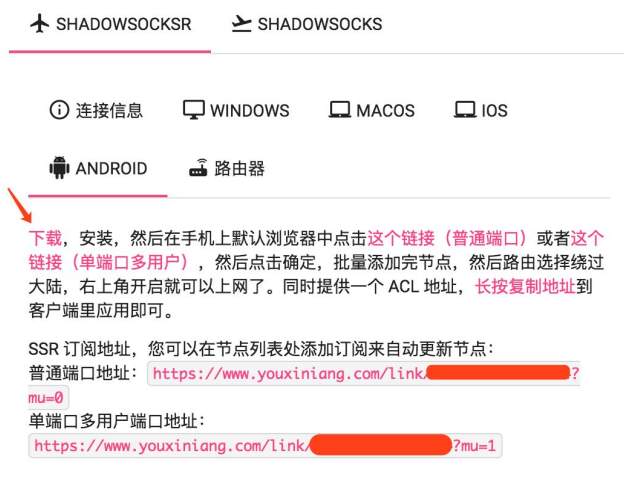 SHADOWSOCKSR SHADOWSOCKS
连接信息 WINDOWS MACOS IOS
ANDROID 路由器
下载，安装，然后在手机上默认浏览器中点击这个链接（普通端口）或者这个
链接（单端口多用户），然后点击确定，批量添加完节点，然后路由选择绕过
大陆，右上角开启就可以上网了。同时提供一个 ACL 地址，长按复制地址到
客户端里应用即可。
SSR 订阅地址，您可以在节点列表处添加订阅来自动更新节点：
普通端口地址： https://www.youxiniang.com/link/ ?
mu=0
单端口多用户端口地址：
https://www.youxiniang.com/link/ ?mu=1